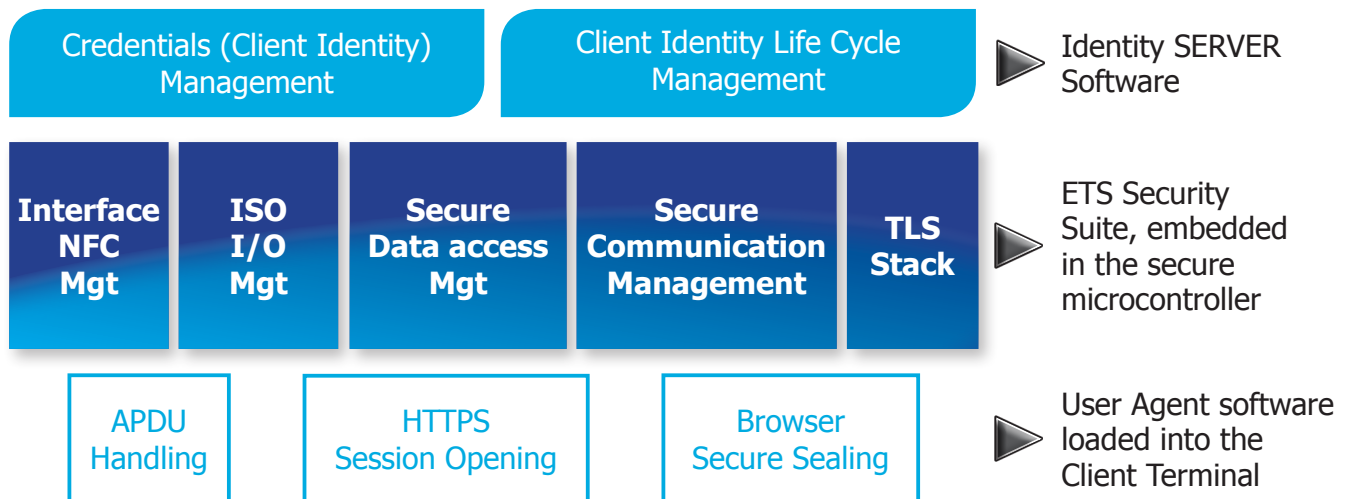 Credentials (Client Identity)
Management
Client Identity Life Cycle
Management
Identity SERVER
Software
Interface
NFC
Mgt
ISO
I/O
Mgt
Secure
Data access
Mgt
Secure
Communication
Management
TLS
Stack
ETS Security
Suite, embedded
in the secure
microcontroller
APDU
Handling
HTTPS
Session Opening
Browser
Secure Sealing
User Agent software
loaded into the
Client Terminal